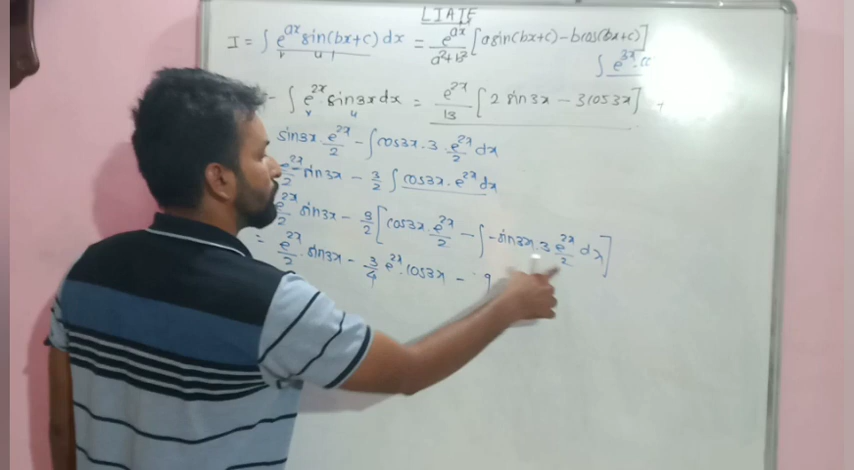 LIATE
I = ∫ e^ax sin(bx+c) dx = e^ax/a²+b² [a sin(bx+c) - b cos(bx+c)]
v u
∫ e^3x
- ∫ e^2x sin3x dx = e^2x/13 [2 sin3x - 3 cos3x] +
v u
sin3x · e^2x/2 - ∫ cos3x · 3 · e^2x/2 dx
e^2x/2 sin3x - 3/2 ∫ cos3x · e^2x dx
e^2x/2 sin3x - 3/2 [cos3x · e^2x/2 - ∫ -sin3x · 3 e^2x/2 dx]
= e^2x/2 · sin3x - 3/4 e^2x · cos3x - 9